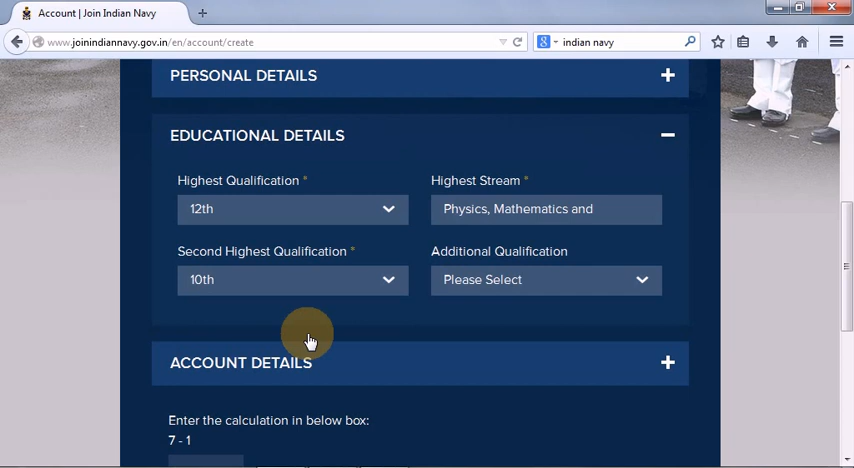 Account | Join Indian Navy
www.joinindiannavy.gov.in/en/account/create
indian navy
PERSONAL DETAILS
EDUCATIONAL DETAILS
Highest Qualification *
Highest Stream *
12th
Physics, Mathematics and
Second Highest Qualification *
Additional Qualification
10th
Please Select
ACCOUNT DETAILS
Enter the calculation in below box:
7 - 1